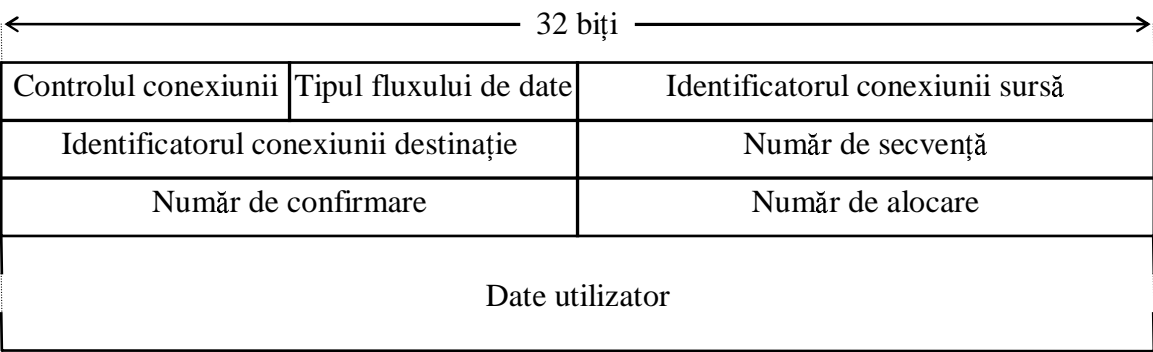 32 biți
Controlul conexiunii Tipul fluxului de date Identificatorul conexiunii sursă
Identificatorul conexiunii destinație Număr de secvență
Număr de confirmare Număr de alocare
Date utilizator